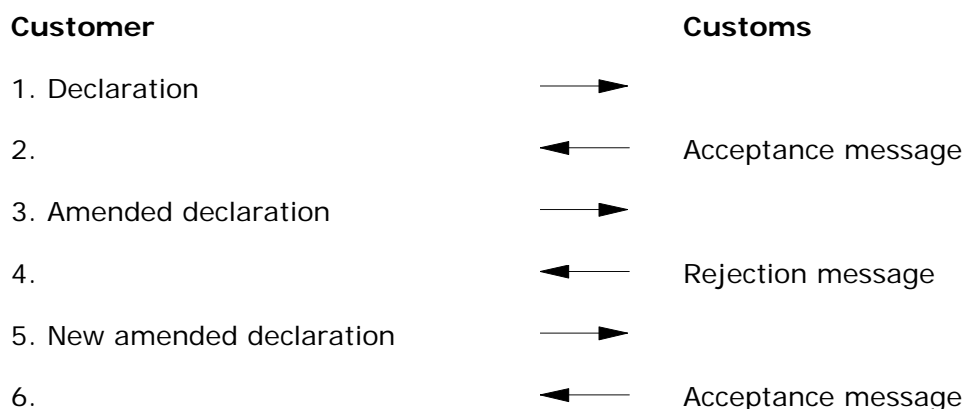 Customer Customs
1. Declaration
2. Acceptance message
3. Amended declaration
4. Rejection message
5. New amended declaration
6. Acceptance message